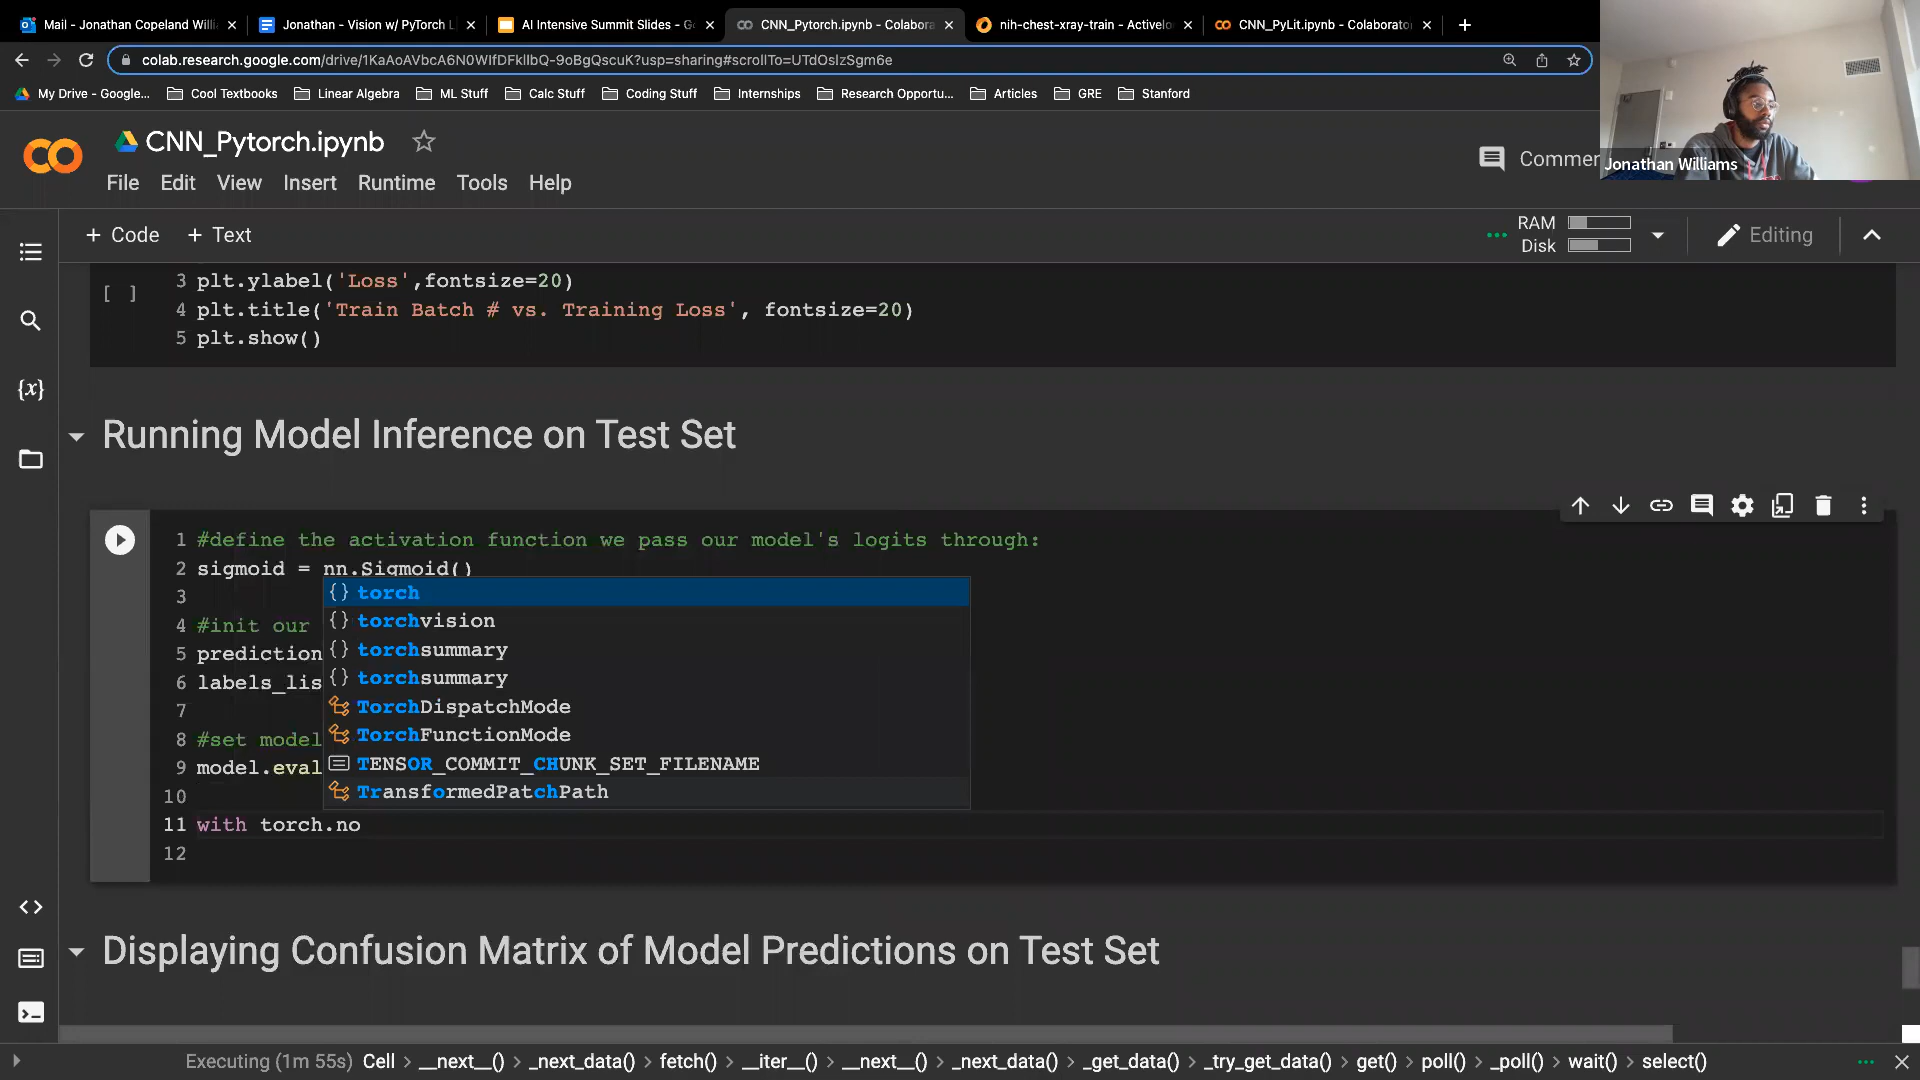 Mail - Jonathan Copeland Willi
Jonathan - Vision w/ PyTorch L
AI Intensive Summit Slides - G
CNN_Pytorch.ipynb - Colabora
nih-chest-xray-train - Activelo
CNN_PyLit.ipynb - Colaborato
colab.research.google.com/drive/1KaAoAVbcA6N0WIfDFklIbQ-9oBgQscuK?usp=sharing#scrollTo=UTdOsIzSgm6e
My Drive - Google...
Cool Textbooks
Linear Algebra
ML Stuff
Calc Stuff
Coding Stuff
Internships
Research Opportu...
Articles
GRE
Stanford
CNN_Pytorch.ipynb
Commer
Jonathan Williams
File Edit View Insert Runtime Tools Help
+ Code + Text
RAM
Disk
Editing
[ ]
3 plt.ylabel('Loss',fontsize=20)
4 plt.title('Train Batch # vs. Training Loss', fontsize=20)
5 plt.show()
Running Model Inference on Test Set
1 #define the activation function we pass our model's logits through:
2 sigmoid = nn.Sigmoid()
3
4 #init our
5 prediction
6 labels_lis
7
8 #set model
9 model.eval
10
11 with torch.no
12
{} torch
{} torchvision
{} torchsummary
{} torchsummary
TorchDispatchMode
TorchFunctionMode
TENSOR_COMMIT_CHUNK_SET_FILENAME
TransformedPatchPath
Displaying Confusion Matrix of Model Predictions on Test Set
Executing (1m 55s) Cell > __next__() > _next_data() > fetch() > __iter__() > __next__() > _next_data() > _get_data() > _try_get_data() > get() > poll() > _poll() > wait() > select()